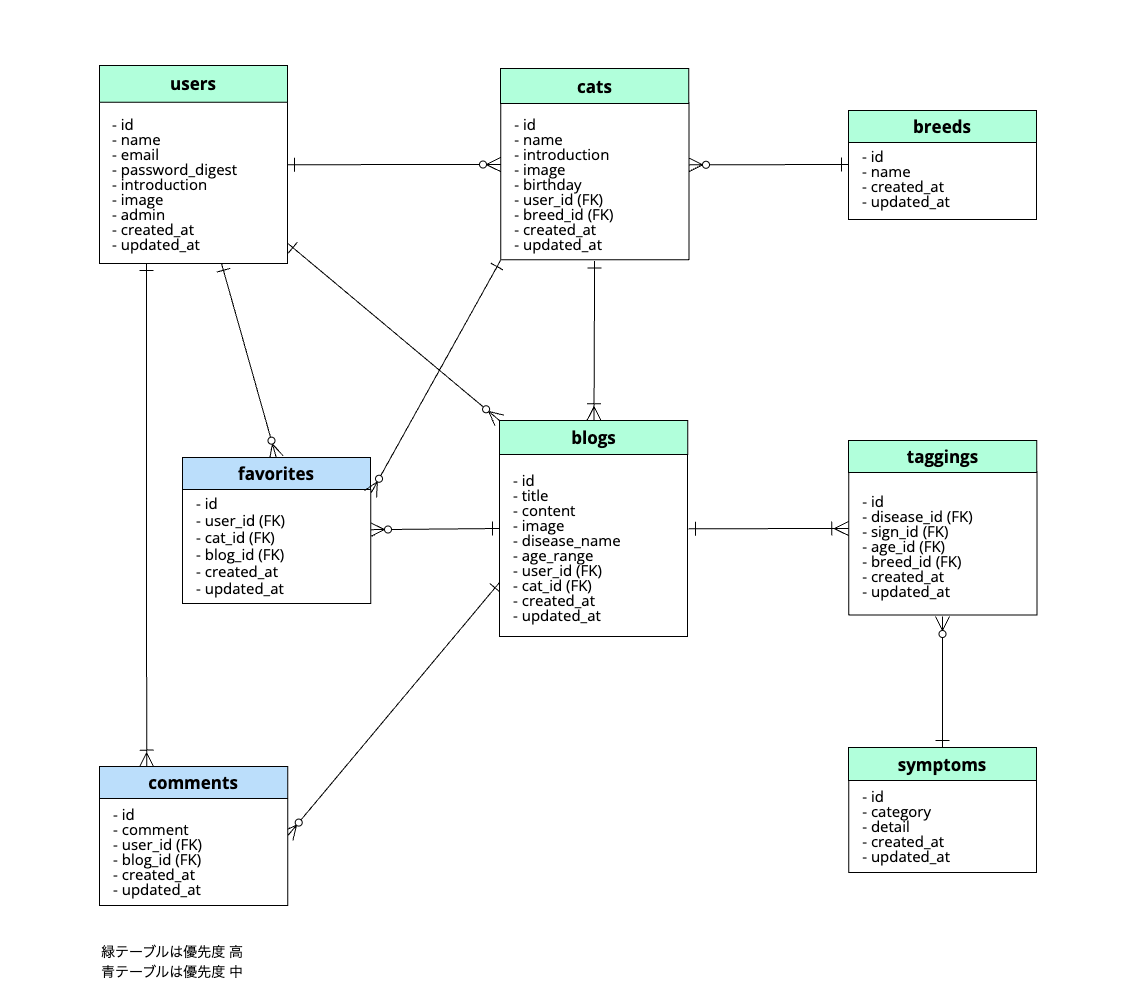 users
- id
- name
- email
- password_digest
- introduction
- image
- admin
- created_at
- updated_at
cats
- id
- name
- introduction
- image
- birthday
- user_id (FK)
- breed_id (FK)
- created_at
- updated_at
breeds
- id
- name
- created_at
- updated_at
favorites
- id
- user_id (FK)
- cat_id (FK)
- blog_id (FK)
- created_at
- updated_at
blogs
- id
- title
- content
- image
- disease_name
- age_range
- user_id (FK)
- cat_id (FK)
- created_at
- updated_at
taggings
- id
- disease_id (FK)
- sign_id (FK)
- age_id (FK)
- breed_id (FK)
- created_at
- updated_at
comments
- id
- comment
- user_id (FK)
- blog_id (FK)
- created_at
- updated_at
symptoms
- id
- category
- detail
- created_at
- updated_at
緑テーブルは優先度 高
青テーブルは優先度 中